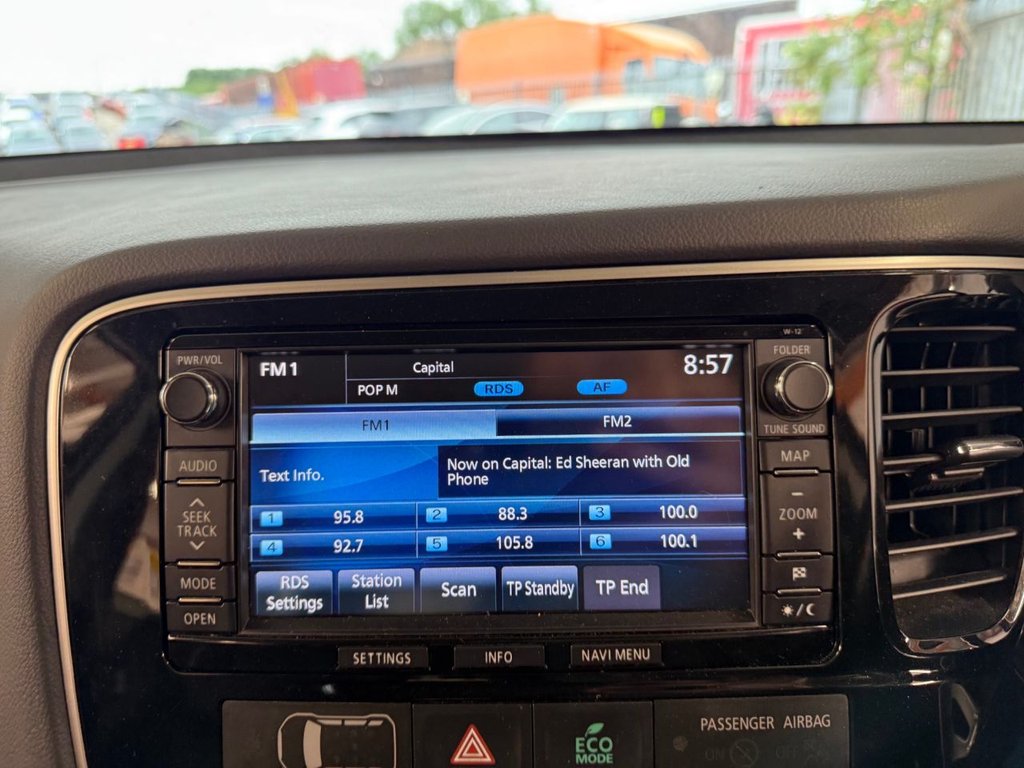 W-12
PWR/VOL
FM1
Capital
8:57
FOLDER
POP M
RDS
AF
TUNE SOUND
FM1
FM2
AUDIO
MAP
Text Info.
Now on Capital: Ed Sheeran with Old
Phone
SEEK
TRACK
ZOOM
1 95.8
2 88.3
3 100.0
4 92.7
5 105.8
6 100.1
MODE
OPEN
RDS
Settings
Station
List
Scan
TP Standby
TP End
SETTINGS
INFO
NAVI MENU
ECO
MODE
PASSENGER AIRBAG
ON
OFF